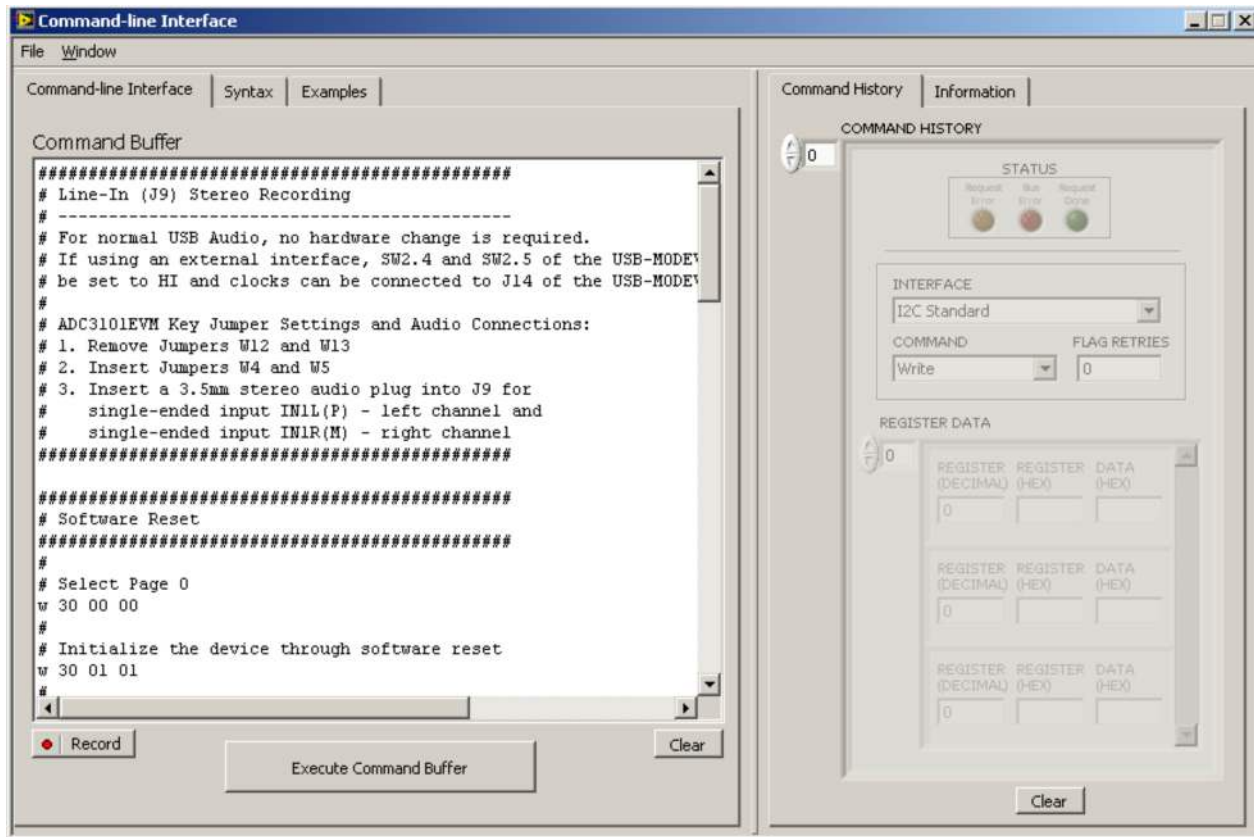 Command-line Interface
File Window
Command-line Interface Syntax Examples
Command Buffer
###############################################
# Line-In (J9) Stereo Recording
# ---------------------------------------------
# For normal USB Audio, no hardware change is required.
# If using an external interface, SW2.4 and SW2.5 of the USB-MODEV
# be set to HI and clocks can be connected to J14 of the USB-MODEV
#
# ADC3101EVM Key Jumper Settings and Audio Connections:
# 1. Remove Jumpers W12 and W13
# 2. Insert Jumpers W4 and W5
# 3. Insert a 3.5mm stereo audio plug into J9 for
#    single-ended input IN1L(P) - left channel and
#    single-ended input IN1R(M) - right channel
###############################################
###############################################
# Software Reset
###############################################
#
# Select Page 0
w 30 00 00
#
# Initialize the device through software reset
w 30 01 01
#
Record
Execute Command Buffer
Clear
Command History Information
COMMAND HISTORY
0
STATUS
Request Bus Request
Error Error Done
INTERFACE
I2C Standard
COMMAND FLAG RETRIES
Write 0
REGISTER DATA
0
REGISTER REGISTER DATA
(DECIMAL) (HEX) (HEX)
0
REGISTER REGISTER DATA
(DECIMAL) (HEX) (HEX)
0
REGISTER REGISTER DATA
(DECIMAL) (HEX) (HEX)
0
Clear